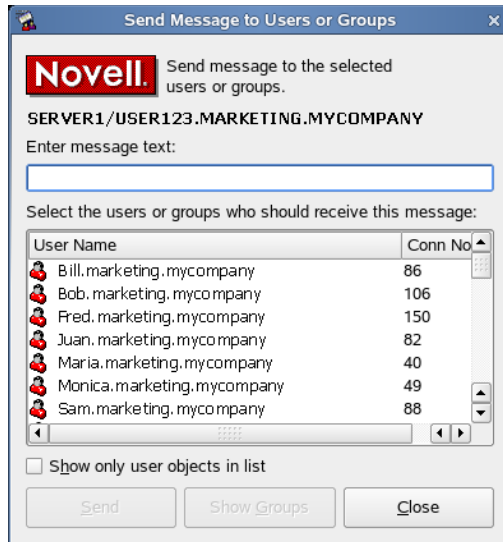 Send Message to Users or Groups
Novell.
Send message to the selected
users or groups.
SERVER1/USER123.MARKETING.MYCOMPANY
Enter message text:
Select the users or groups who should receive this message:
User Name Conn No
Bill.marketing.mycompany 86
Bob.marketing.mycompany 106
Fred.marketing.mycompany 150
Juan.marketing.mycompany 82
Maria.marketing.mycompany 40
Monica.marketing.mycompany 49
Sam.marketing.mycompany 88
Show only user objects in list
Send Show Groups Close